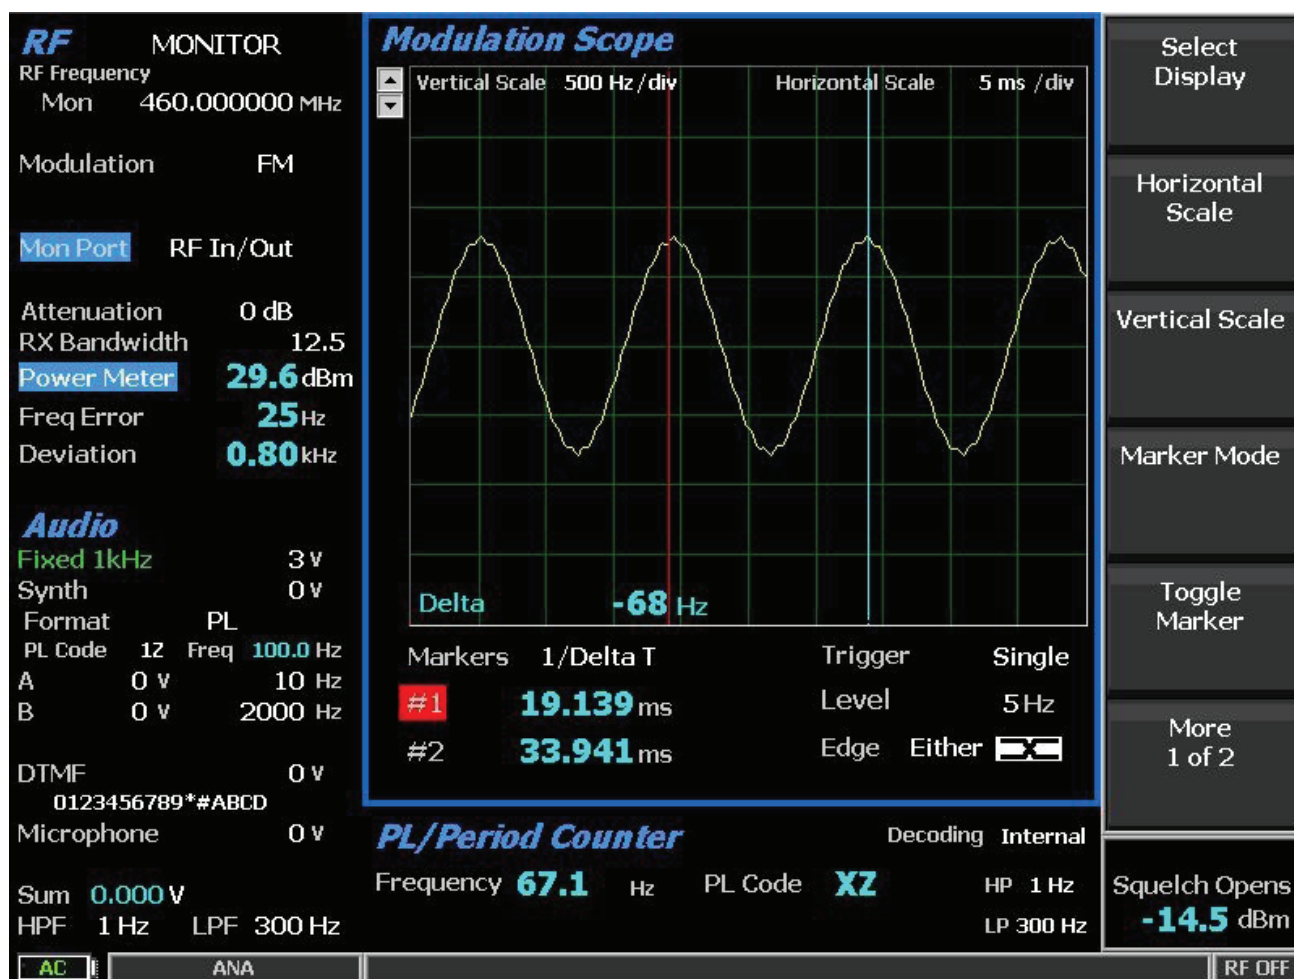 RF MONITOR
RF Frequency
Mon 460.000000 MHz
Modulation FM
Mon Port RF In/Out
Attenuation 0 dB
RX Bandwidth 12.5
Power Meter 29.6 dBm
Freq Error 25 Hz
Deviation 0.80 kHz
Audio
Fixed 1kHz 3 V
Synth 0 V
Format PL
PL Code 1Z Freq 100.0 Hz
A 0 V 10 Hz
B 0 V 2000 Hz
DTMF 0 V
0123456789*#ABCD
Microphone 0 V
Sum 0.000 V
HPF 1 Hz LPF 300 Hz
Modulation Scope
Vertical Scale 500 Hz/div Horizontal Scale 5 ms /div
Delta -68 Hz
Markers 1/Delta T Trigger Single
#1 19.139 ms Level 5 Hz
#2 33.941 ms Edge Either
PL/Period Counter Decoding Internal
Frequency 67.1 Hz PL Code XZ HP 1 Hz
LP 300 Hz
Select
Display
Horizontal
Scale
Vertical Scale
Marker Mode
Toggle
Marker
More
1 of 2
Squelch Opens
-14.5 dBm
AC ANA RF OFF